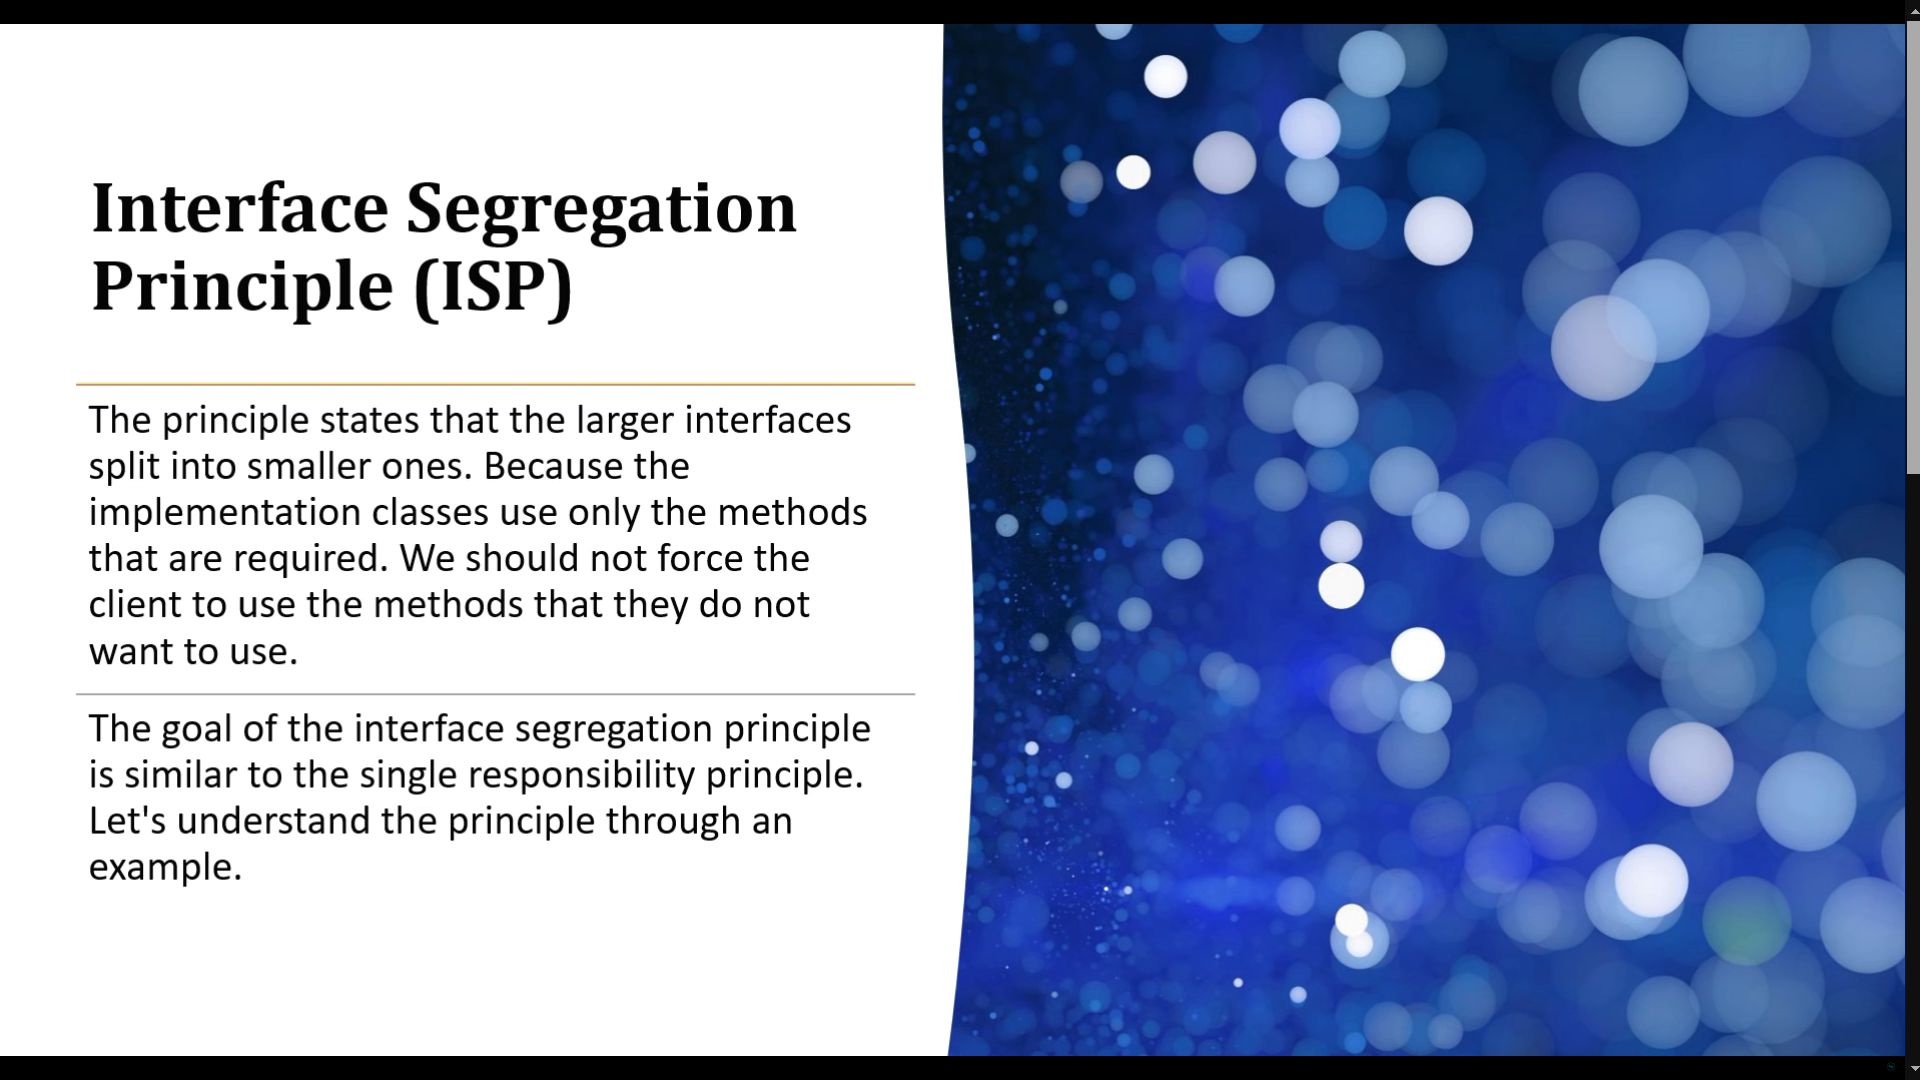 Interface Segregation
Principle (ISP)
The principle states that the larger interfaces
split into smaller ones. Because the
implementation classes use only the methods
that are required. We should not force the
client to use the methods that they do not
want to use.
The goal of the interface segregation principle
is similar to the single responsibility principle.
Let's understand the principle through an
example.